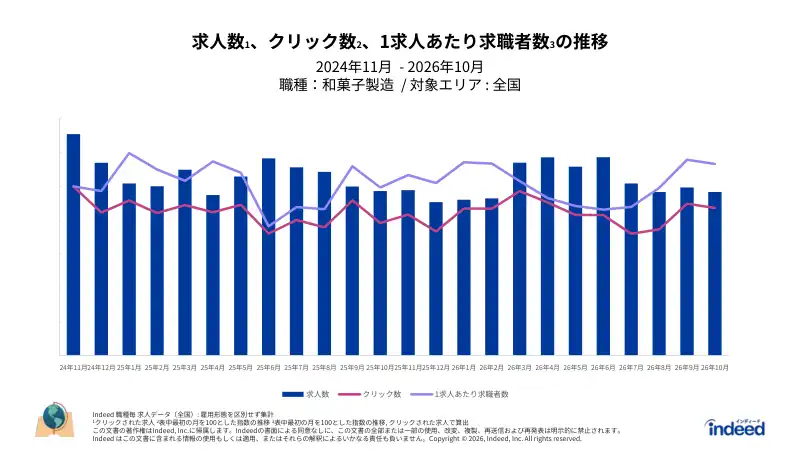 求人数1、クリック数2、1求人あたり求職者数3の推移
2024年11月 - 2026年10月
職種：和菓子製造 / 対象エリア : 全国
24年11月 24年12月 25年1月 25年2月 25年3月 25年4月 25年5月 25年6月 25年7月 25年8月 25年9月 25年10月 25年11月 25年12月 26年1月 26年2月 26年3月 26年4月 26年5月 26年6月 26年7月 26年8月 26年9月 26年10月
求人数 クリック数 1求人あたり求職者数
Indeed 職種毎 求人データ（全国）: 雇用形態を区別せず集計
¹クリックされた求人 ²表中最初の月を100とした指数の推移 ³表中最初の月を100とした指数の推移, クリックされた求人で算出
この文書の著作権はIndeed, Inc.に帰属します。Indeedの書面による同意なしに、この文書の全部または一部の使用、改変、複製、再送信および再発表は明示的に禁止されます。
Indeed はこの文書に含まれる情報の使用もしくは適用、またはそれらの解釈によるいかなる責任も負いません。Copyright © 2026, Indeed, Inc. All rights reserved.
インディード
indeed